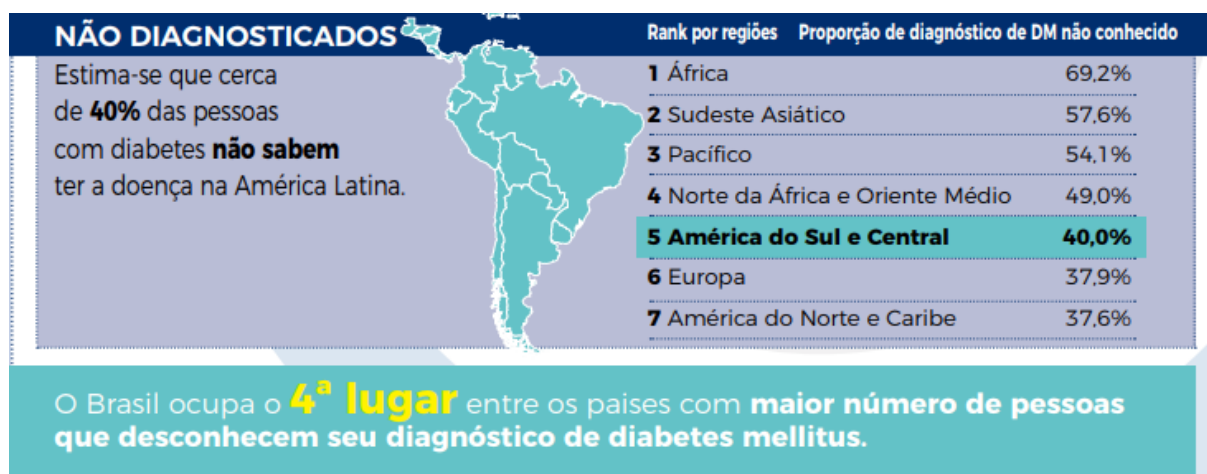 NÃO DIAGNOSTICADOS
Estima-se que cerca
de 40% das pessoas
com diabetes não sabem
ter a doença na América Latina.
Rank por regiões Proporção de diagnóstico de DM não conhecido
1 África 69,2%
2 Sudeste Asiático 57,6%
3 Pacífico 54,1%
4 Norte da África e Oriente Médio 49,0%
5 América do Sul e Central 40,0%
6 Europa 37,9%
7 América do Norte e Caribe 37,6%
O Brasil ocupa o 4ª lugar entre os paises com maior número de pessoas
que desconhecem seu diagnóstico de diabetes mellitus.